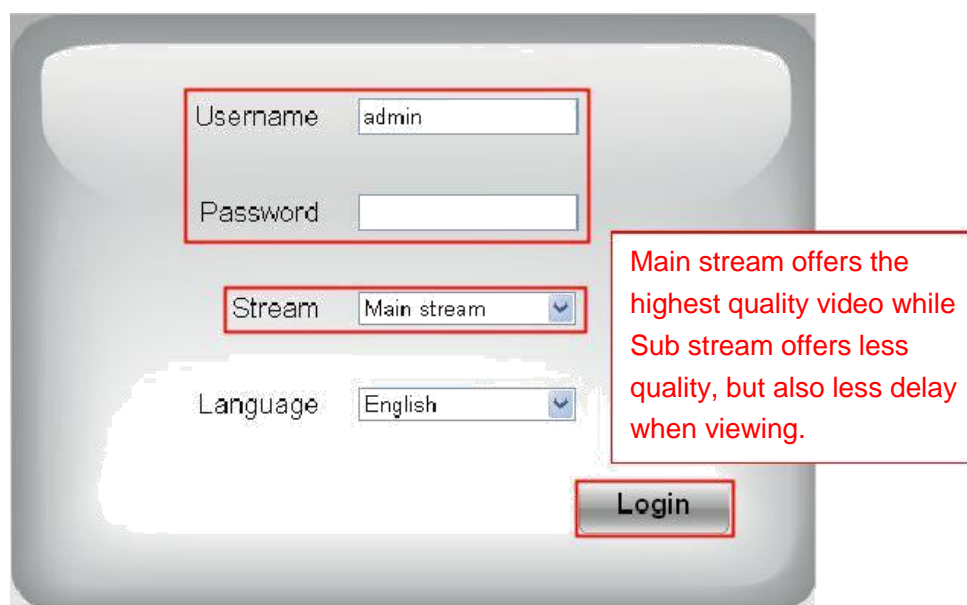 Username admin
Password
Main stream offers the
highest quality video while
Sub stream offers less
quality, but also less delay
when viewing.
Stream Main stream
Language English
Login